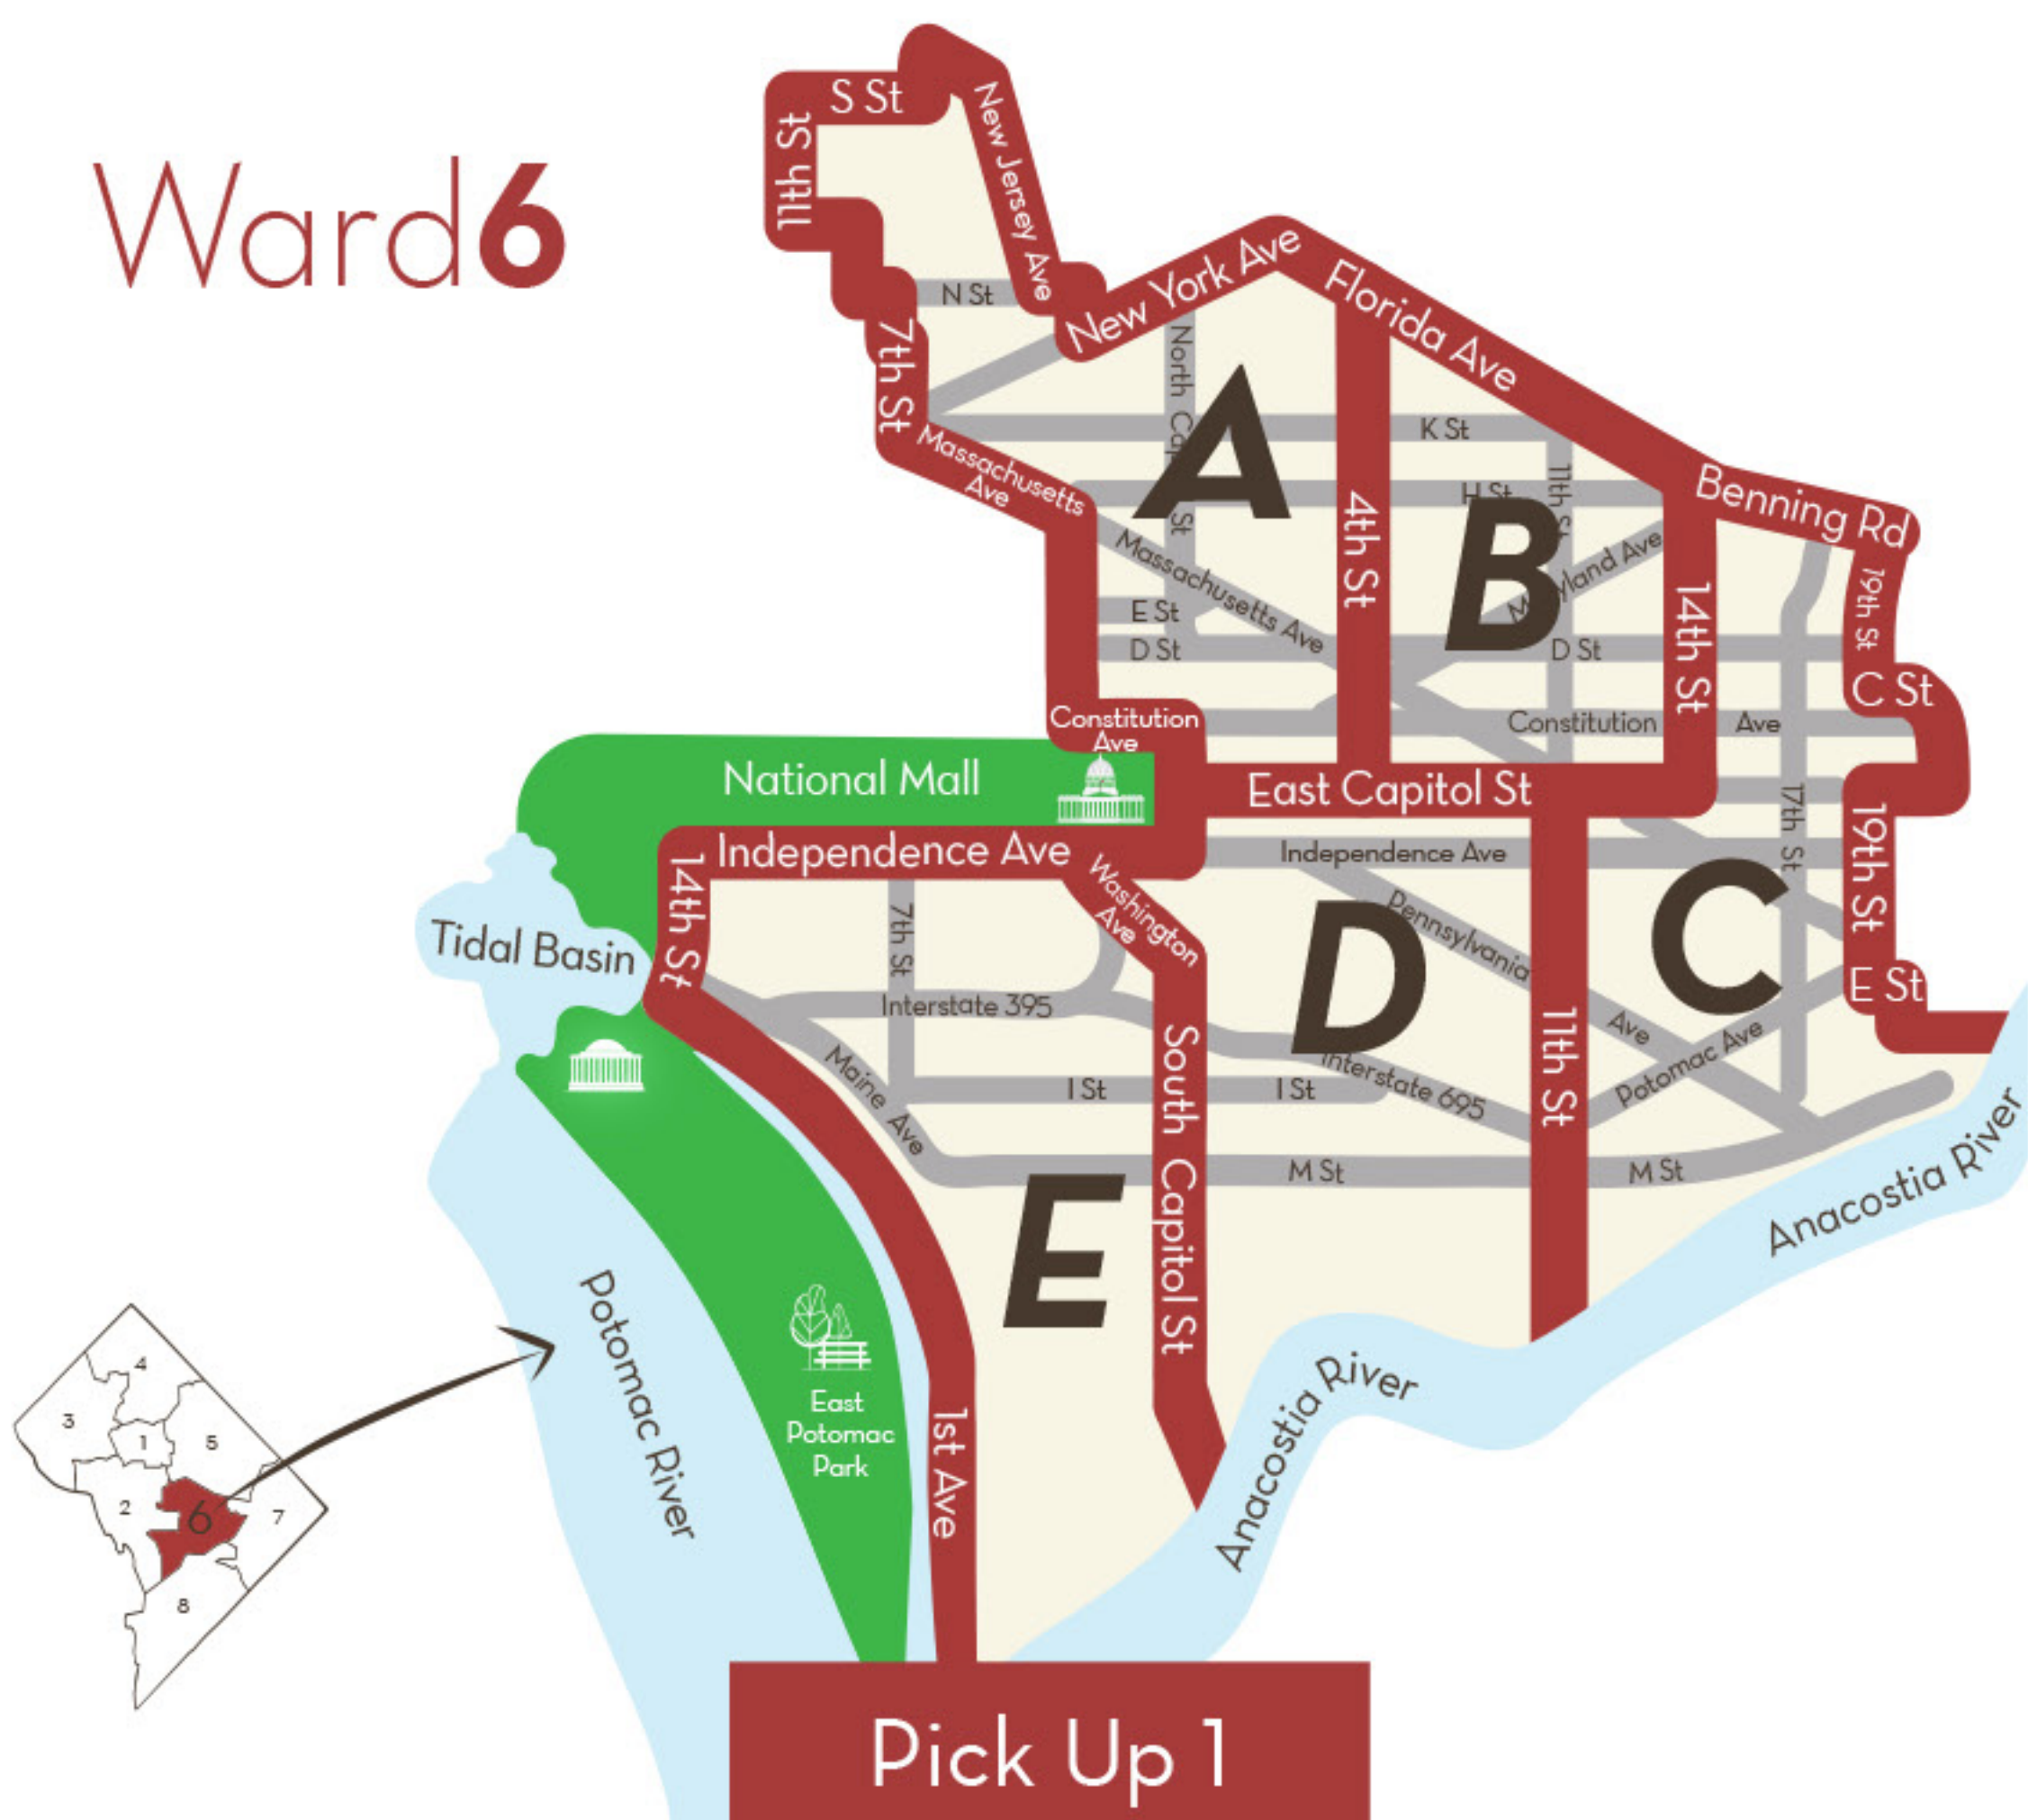 Ward6
S St
11th St
New Jersey Ave
N St
7th St
New York Ave
Florida Ave
North
St
A
K St
H St
11th St
B
4th St
Massachusetts
Ave
Massachusetts Ave
E St
D St
D St
14th St
Benning Rd
19th St
C St
Constitution
Ave
Constitution
Ave
National Mall
East Capitol St
17th St
19th St
Independence Ave
Independence Ave
14th St
Washington
Ave
7th St
Tidal Basin
D
Pennsylvania
Ave
C
E St
Interstate 395
Interstate 695
Maine Ave
I St
I St
South Capitol St
11th St
Potomac Ave
M St
M St
E
Anacostia River
Anacostia River
Potomac River
East
Potomac
Park
1st Ave
4
3
1
5
2
6
7
8
Pick Up 1